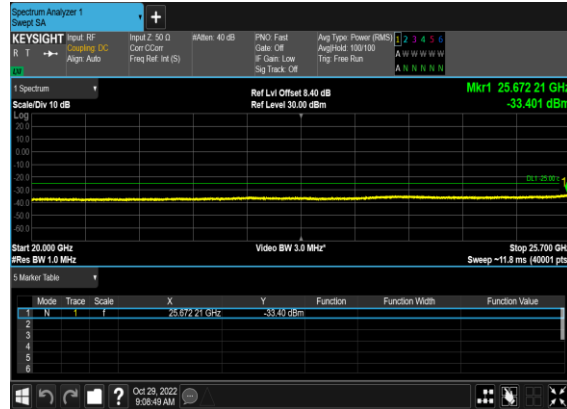 Spectrum Analyzer 1
Swept SA
+
KEYSIGHT Input: RF Input Z: 50 Ω #Atten: 40 dB PNO: Fast Avg Type: Power (RMS) 1 2 3 4 5 6
R T Coupling: DC Corr CCorr Gate: Off Avg|Hold: 100/100 A W W W W W
Align: Auto Freq Ref: Int (S) IF Gain: Low Trig: Free Run
Sig Track: Off A N N N N N
1 Spectrum Ref Lvl Offset 8.40 dB Mkr1 25.672 21 GHz
Scale/Div 10 dB Ref Level 30.00 dBm -33.401 dBm
Log
20.0
10.0
0.00
-10.0
-20.0
-30.0
-40.0
-50.0
-60.0
1
Start 20.000 GHz Video BW 3.0 MHz* Stop 25.700 GHz
#Res BW 1.0 MHz Sweep ~11.8 ms (40001 pts)
5 Marker Table
Mode Trace Scale X Y Function Function Width Function Value
1 N 1 f 25.672 21 GHz -33.40 dBm
2
3
4
5
6
? Oct 29, 2022
9:08:49 AM